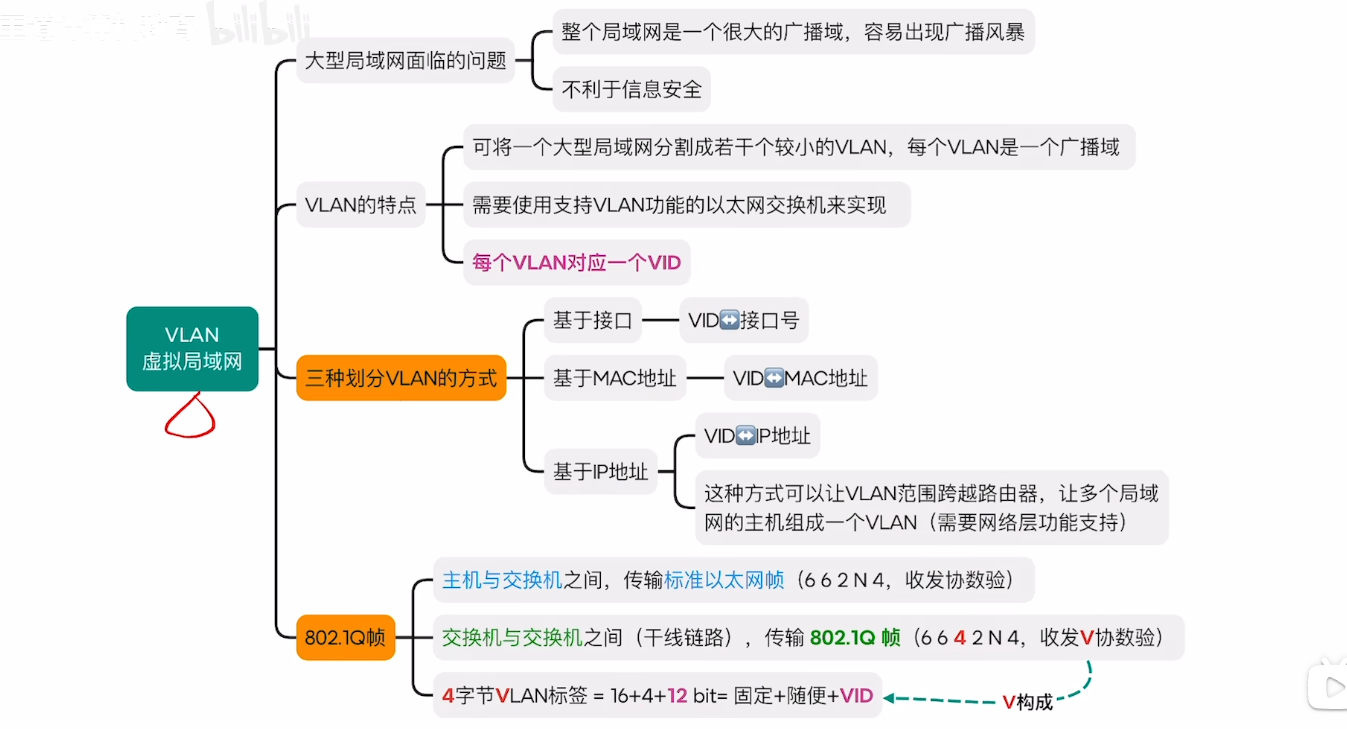 bilibili
整个局域网是一个很大的广播域，容易出现广播风暴
大型局域网面临的问题
不利于信息安全
可将一个大型局域网分割成若干个较小的VLAN，每个VLAN是一个广播域
VLAN的特点
需要使用支持VLAN功能的以太网交换机来实现
每个VLAN对应一个VID
VLAN
虚拟局域网
三种划分VLAN的方式
基于接口
VID↔️接口号
基于MAC地址
VID↔️MAC地址
基于IP地址
VID↔️IP地址
这种方式可以让VLAN范围跨越路由器，让多个局域
网的主机组成一个VLAN（需要网络层功能支持）
802.1Q帧
主机与交换机之间，传输标准以太网帧（6 6 2 N 4，收发协数验）
交换机与交换机之间（干线链路），传输 802.1Q 帧（6 6 4 2 N 4，收发V协数验）
4字节VLAN标签 = 16+4+12 bit= 固定+随便+VID
V构成